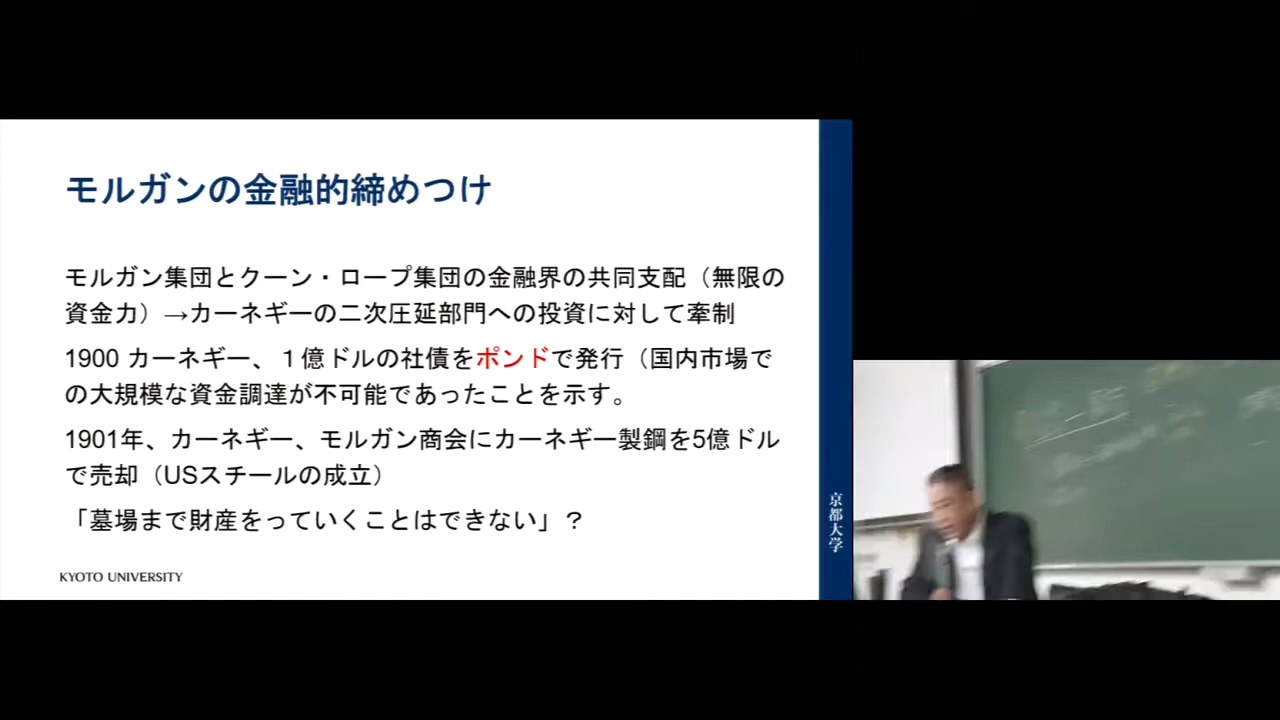 モルガンの金融的締めつけ
モルガン集団とクーン・ロープ集団の金融界の共同支配（無限の
資金力）→カーネギーの二次圧延部門への投資に対して牽制
1900 カーネギー、１億ドルの社債をポンドで発行（国内市場で
の大規模な資金調達が不可能であったことを示す。
1901年、カーネギー、モルガン商会にカーネギー製鋼を5億ドル
で売却（USスチールの成立）
「墓場まで財産をっていくことはできない」？
KYOTO UNIVERSITY
京都大学